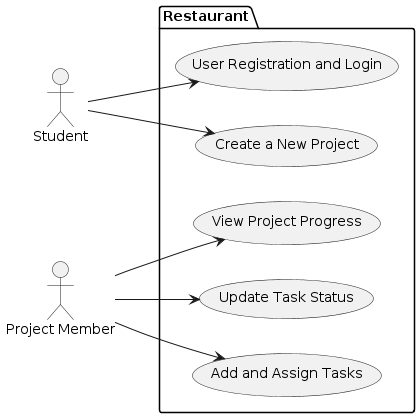 Restaurant
User Registration and Login
Student
Create a New Project
View Project Progress
Update Task Status
Project Member
Add and Assign Tasks